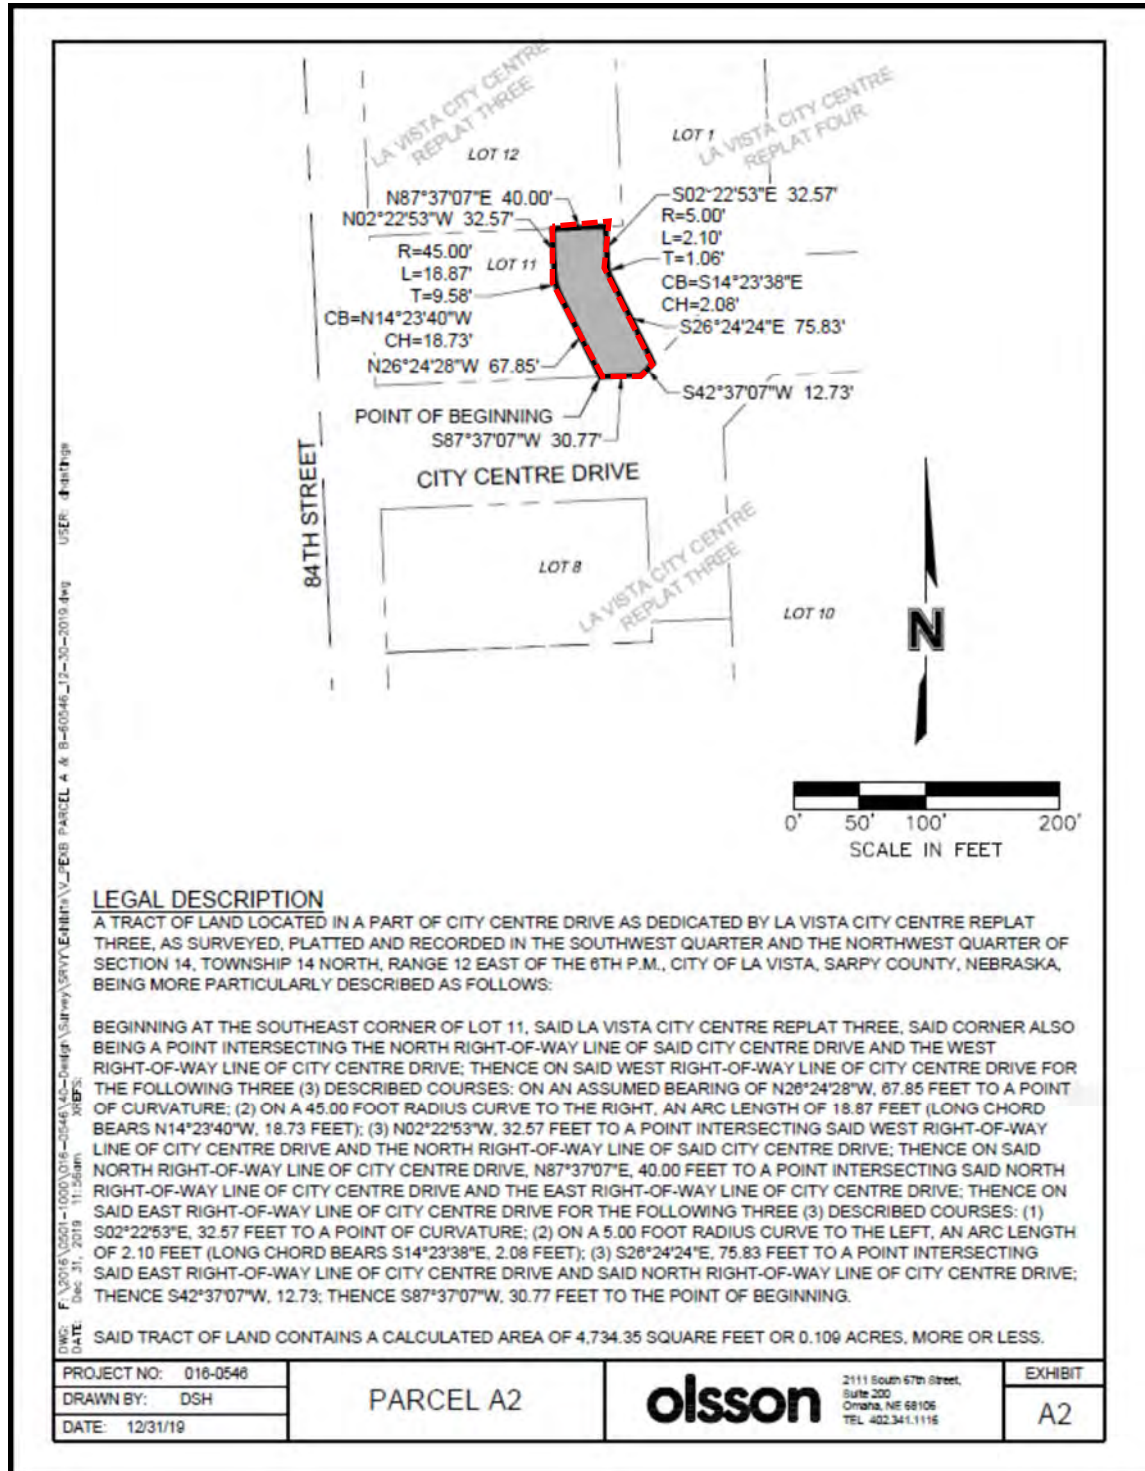 LA VISTA CITY CENTRE
REPLAT THREE
LA VISTA CITY CENTRE
REPLAT FOUR
LOT 1
LOT 12
N87°37'07"E 40.00'
N02°22'53"W 32.57'
S02°22'53"E 32.57'
R=5.00'
L=2.10'
T=1.06'
CB=S14°23'38"E
CH=2.08'
R=45.00'
L=18.87'
T=9.58'
CB=N14°23'40"W
CH=18.73'
LOT 11
S26°24'24"E 75.83'
N26°24'28"W 67.85'
S42°37'07"W 12.73'
POINT OF BEGINNING
S87°37'07"W 30.77'
CITY CENTRE DRIVE
84TH STREET
LOT 8
LA VISTA CITY CENTRE
REPLAT THREE
LOT 10
N
0' 50' 100' 200'
SCALE IN FEET
LEGAL DESCRIPTION
A TRACT OF LAND LOCATED IN A PART OF CITY CENTRE DRIVE AS DEDICATED BY LA VISTA CITY CENTRE REPLAT
THREE, AS SURVEYED, PLATTED AND RECORDED IN THE SOUTHWEST QUARTER AND THE NORTHWEST QUARTER OF
SECTION 14, TOWNSHIP 14 NORTH, RANGE 12 EAST OF THE 6TH P.M., CITY OF LA VISTA, SARPY COUNTY, NEBRASKA,
BEING MORE PARTICULARLY DESCRIBED AS FOLLOWS:
BEGINNING AT THE SOUTHEAST CORNER OF LOT 11, SAID LA VISTA CITY CENTRE REPLAT THREE, SAID CORNER ALSO
BEING A POINT INTERSECTING THE NORTH RIGHT-OF-WAY LINE OF SAID CITY CENTRE DRIVE AND THE WEST
RIGHT-OF-WAY LINE OF CITY CENTRE DRIVE; THENCE ON SAID WEST RIGHT-OF-WAY LINE OF CITY CENTRE DRIVE FOR
THE FOLLOWING THREE (3) DESCRIBED COURSES: ON AN ASSUMED BEARING OF N26°24'28"W, 67.85 FEET TO A POINT
OF CURVATURE; (2) ON A 45.00 FOOT RADIUS CURVE TO THE RIGHT, AN ARC LENGTH OF 18.87 FEET (LONG CHORD
BEARS N14°23'40"W, 18.73 FEET); (3) N02°22'53"W, 32.57 FEET TO A POINT INTERSECTING SAID WEST RIGHT-OF-WAY
LINE OF CITY CENTRE DRIVE AND THE NORTH RIGHT-OF-WAY LINE OF SAID CITY CENTRE DRIVE; THENCE ON SAID
NORTH RIGHT-OF-WAY LINE OF CITY CENTRE DRIVE, N87°37'07"E, 40.00 FEET TO A POINT INTERSECTING SAID NORTH
RIGHT-OF-WAY LINE OF CITY CENTRE DRIVE AND THE EAST RIGHT-OF-WAY LINE OF CITY CENTRE DRIVE; THENCE ON
SAID EAST RIGHT-OF-WAY LINE OF CITY CENTRE DRIVE FOR THE FOLLOWING THREE (3) DESCRIBED COURSES: (1)
S02°22'53"E, 32.57 FEET TO A POINT OF CURVATURE; (2) ON A 5.00 FOOT RADIUS CURVE TO THE LEFT, AN ARC LENGTH
OF 2.10 FEET (LONG CHORD BEARS S14°23'38"E, 2.08 FEET); (3) S26°24'24"E, 75.83 FEET TO A POINT INTERSECTING
SAID EAST RIGHT-OF-WAY LINE OF CITY CENTRE DRIVE AND SAID NORTH RIGHT-OF-WAY LINE OF CITY CENTRE DRIVE;
THENCE S42°37'07"W, 12.73; THENCE S87°37'07"W, 30.77 FEET TO THE POINT OF BEGINNING.
SAID TRACT OF LAND CONTAINS A CALCULATED AREA OF 4,734.35 SQUARE FEET OR 0.109 ACRES, MORE OR LESS.
DWG: F:\2016\0501-1000\016-0546\40-Design\Survey\SRVY\Exhibits\V_PEXB PARCEL A & B-60546_12-30-2019.dwg USER: dhastings
DATE: Dec 31, 2019 11:56am XREFS:
PROJECT NO: 016-0546
DRAWN BY: DSH
DATE: 12/31/19
PARCEL A2
olsson
2111 South 67th Street,
Suite 200
Omaha, NE 68106
TEL 402.341.1116
EXHIBIT
A2